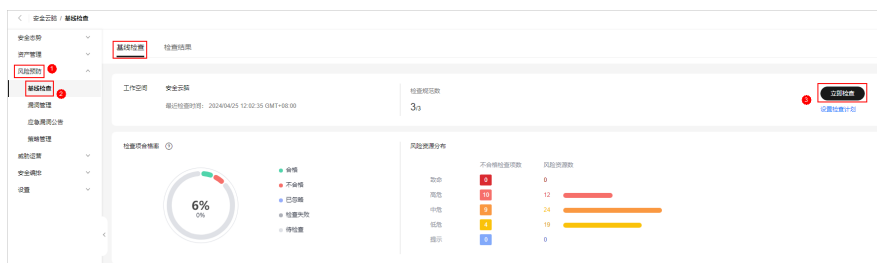 安全云脑 / 基线检查
安全态势
资产管理
风险预防 1
基线检查 2
漏洞管理
应急漏洞公告
策略管理
威胁运营
安全编排
设置
基线检查 检查结果
工作空间 安全云脑
最近检查时间: 2024/04/25 12:02:35 GMT+08:00
检查规范数
3/3
3 立即检查
设置检查计划
检查项合格率
6%
0%
合格
不合格
已忽略
检查失败
待检查
风险资源分布
不合格检查项数 风险资源数
致命 0 0
高危 10 12
中危 9 24
低危 4 19
提示 0 0